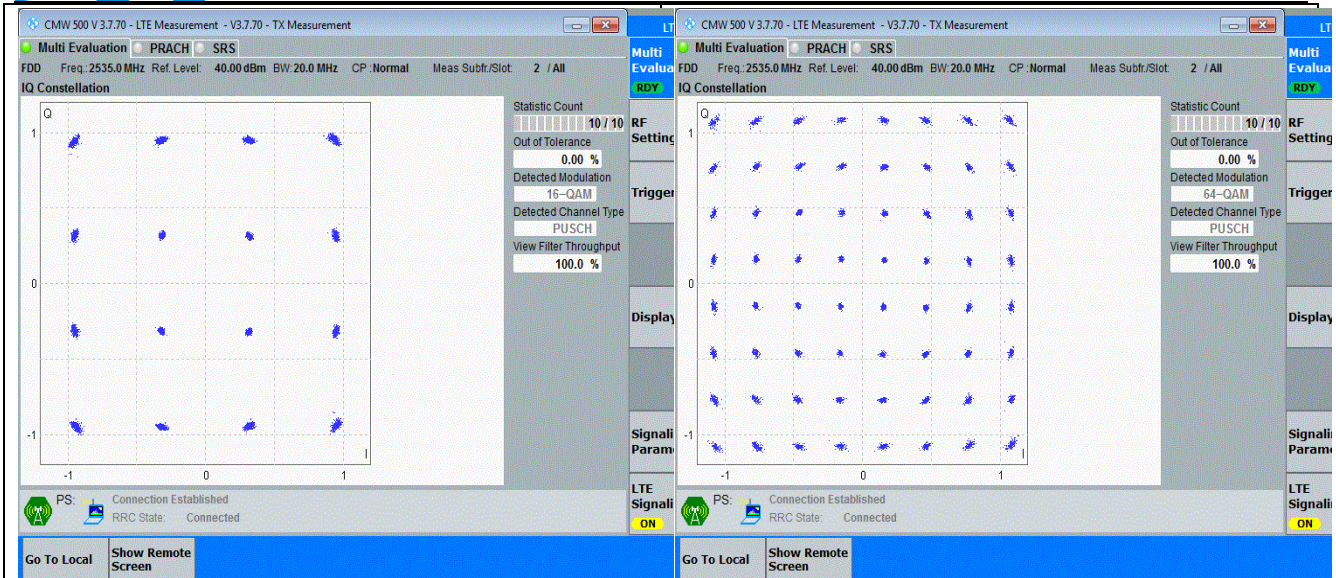 CMW 500 V 3.7.70 - LTE Measurement - V3.7.70 - TX Measurement
Multi Evaluation PRACH SRS
FDD Freq.: 2535.0 MHz Ref. Level: 40.00 dBm BW: 20.0 MHz CP : Normal Meas Subfr./Slot: 2 / All
IQ Constellation
Q
1
0
-1
-1 0 1
I
Statistic Count
10 / 10
Out of Tolerance
0.00 %
Detected Modulation
16-QAM
Detected Channel Type
PUSCH
View Filter Throughput
100.0 %
LT
Multi
Evalua
RDY
RF
Setting
Trigger
Display
Signali
Param
LTE
Signali
ON
PS: Connection Established
RRC State: Connected
Go To Local
Show Remote
Screen
CMW 500 V 3.7.70 - LTE Measurement - V3.7.70 - TX Measurement
Multi Evaluation PRACH SRS
FDD Freq.: 2535.0 MHz Ref. Level: 40.00 dBm BW: 20.0 MHz CP : Normal Meas Subfr./Slot: 2 / All
IQ Constellation
Q
1
0
-1
-1 0 1
I
Statistic Count
10 / 10
Out of Tolerance
0.00 %
Detected Modulation
64-QAM
Detected Channel Type
PUSCH
View Filter Throughput
100.0 %
LT
Multi
Evalua
RDY
RF
Setting
Trigger
Display
Signali
Param
LTE
Signali
ON
PS: Connection Established
RRC State: Connected
Go To Local
Show Remote
Screen